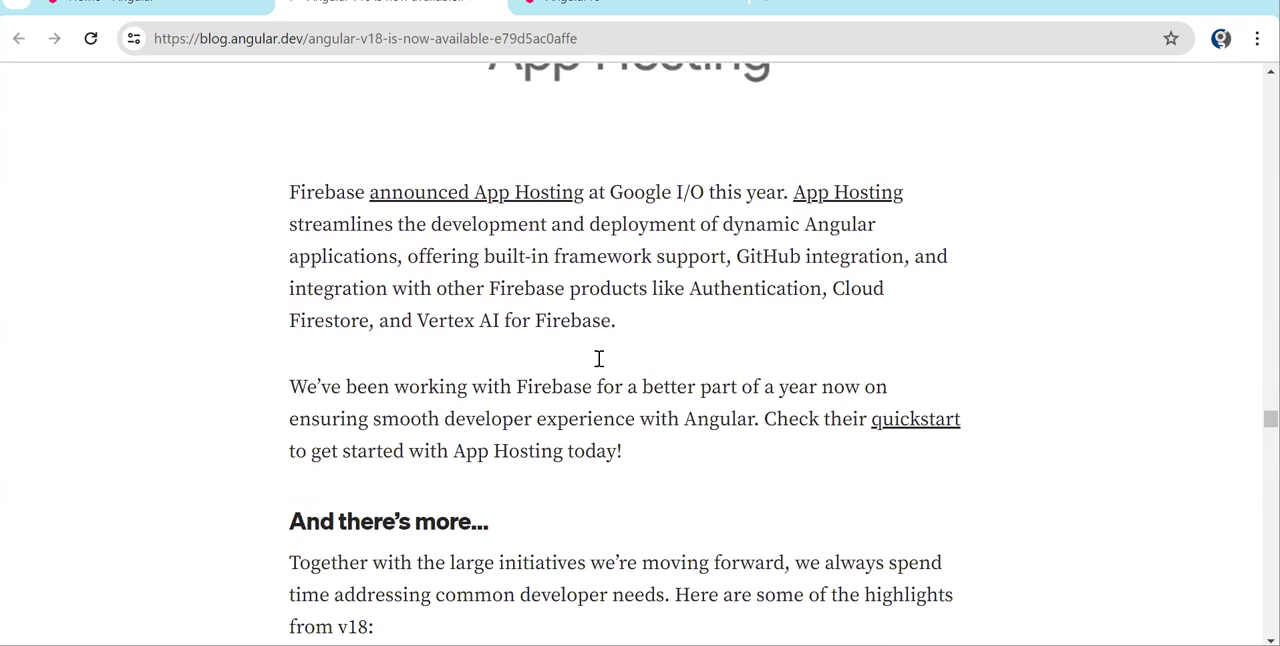 https://blog.angular.dev/angular-v18-is-now-available-e79d5ac0affe
App Hosting
Firebase announced App Hosting at Google I/O this year. App Hosting
streamlines the development and deployment of dynamic Angular
applications, offering built-in framework support, GitHub integration, and
integration with other Firebase products like Authentication, Cloud
Firestore, and Vertex AI for Firebase.
We’ve been working with Firebase for a better part of a year now on
ensuring smooth developer experience with Angular. Check their quickstart
to get started with App Hosting today!
And there’s more…
Together with the large initiatives we’re moving forward, we always spend
time addressing common developer needs. Here are some of the highlights
from v18: